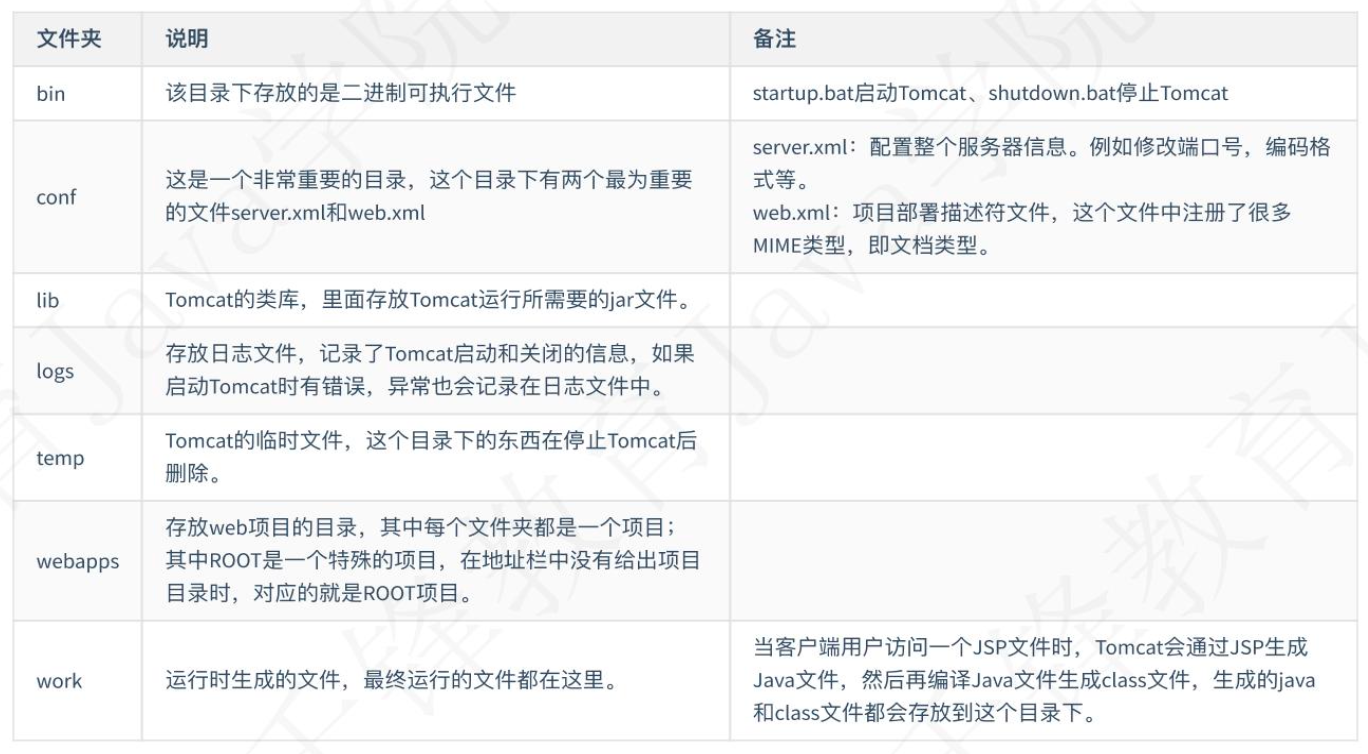 文件夹 说明 备注
bin 该目录下存放的是二进制可执行文件 startup.bat启动Tomcat、shutdown.bat停止Tomcat
conf
这是一个非常重要的目录，这个目录下有两个最为重要
的文件server.xml和web.xml
server.xml：配置整个服务器信息。例如修改端口号，编码格
式等。
web.xml：项目部署描述符文件，这个文件中注册了很多
MIME类型，即文档类型。
lib Tomcat的类库，里面存放Tomcat运行所需要的jar文件。
logs
存放日志文件，记录了Tomcat启动和关闭的信息，如果
启动Tomcat时有错误，异常也会记录在日志文件中。
temp
Tomcat的临时文件，这个目录下的东西在停止Tomcat后
删除。
webapps
存放web项目的目录，其中每个文件夹都是一个项目；
其中ROOT是一个特殊的项目，在地址栏中没有给出项目
目录时，对应的就是ROOT项目。
work
运行时生成的文件，最终运行的文件都在这里。
当客户端用户访问一个JSP文件时，Tomcat会通过JSP生成
Java文件，然后再编译Java文件生成class文件，生成的java
和class文件都会存放到这个目录下。
千锋教育Java学院